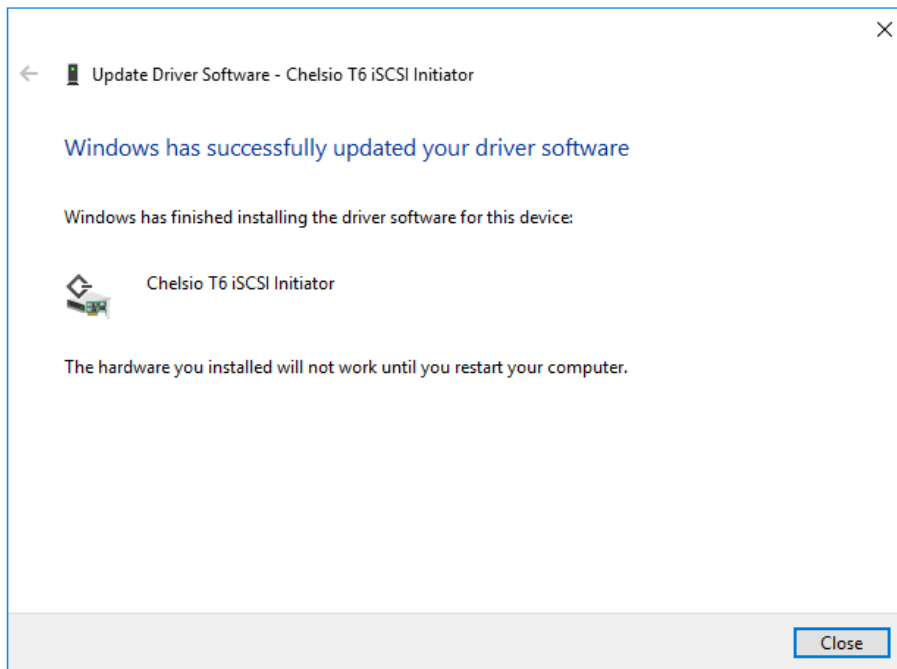 Update Driver Software - Chelsio T6 iSCSI Initiator
Windows has successfully updated your driver software
Windows has finished installing the driver software for this device:
Chelsio T6 iSCSI Initiator
The hardware you installed will not work until you restart your computer.
Close